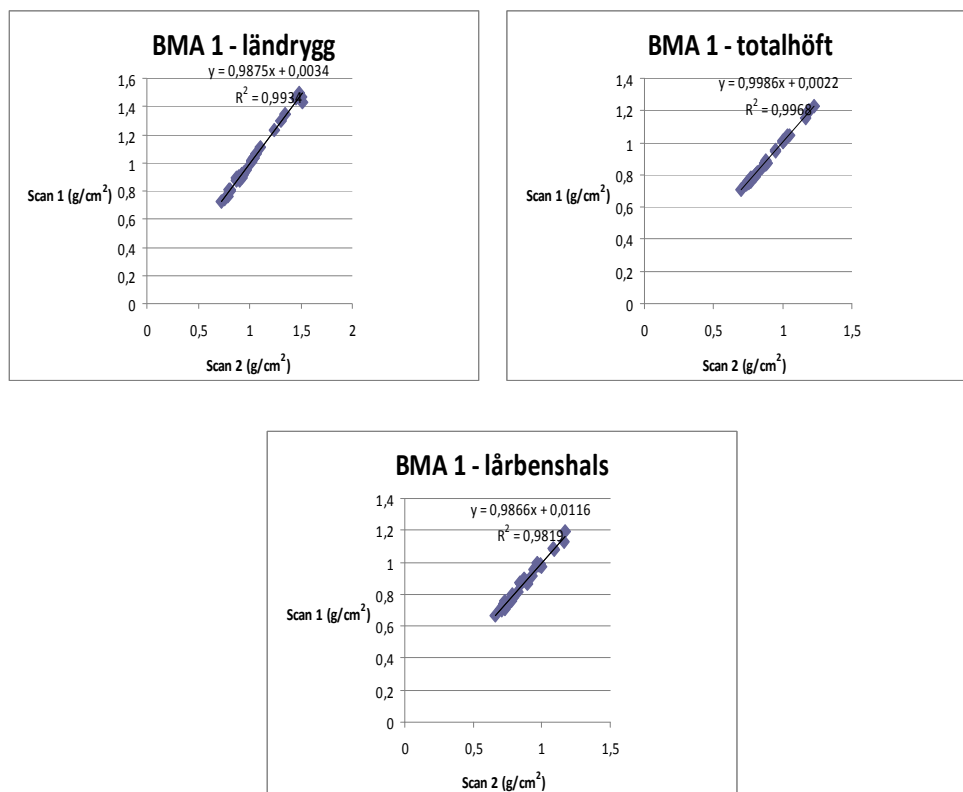 BMA 1 - ländrygg
y = 0,9875x + 0,0034
R² = 0,9934
1,6
1,4
1,2
1
0,8
0,6
0,4
0,2
0
Scan 1 (g/cm²)
0 0,5 1 1,5 2
Scan 2 (g/cm²)
BMA 1 - totalhöft
y = 0,9986x + 0,0022
R² = 0,9968
1,4
1,2
1
0,8
0,6
0,4
0,2
0
Scan 1 (g/cm²)
0 0,5 1 1,5
Scan 2 (g/cm²)
BMA 1 - lårbenshals
y = 0,9866x + 0,0116
R² = 0,9819
1,4
1,2
1
0,8
0,6
0,4
0,2
0
Scan 1 (g/cm²)
0 0,5 1 1,5
Scan 2 (g/cm²)